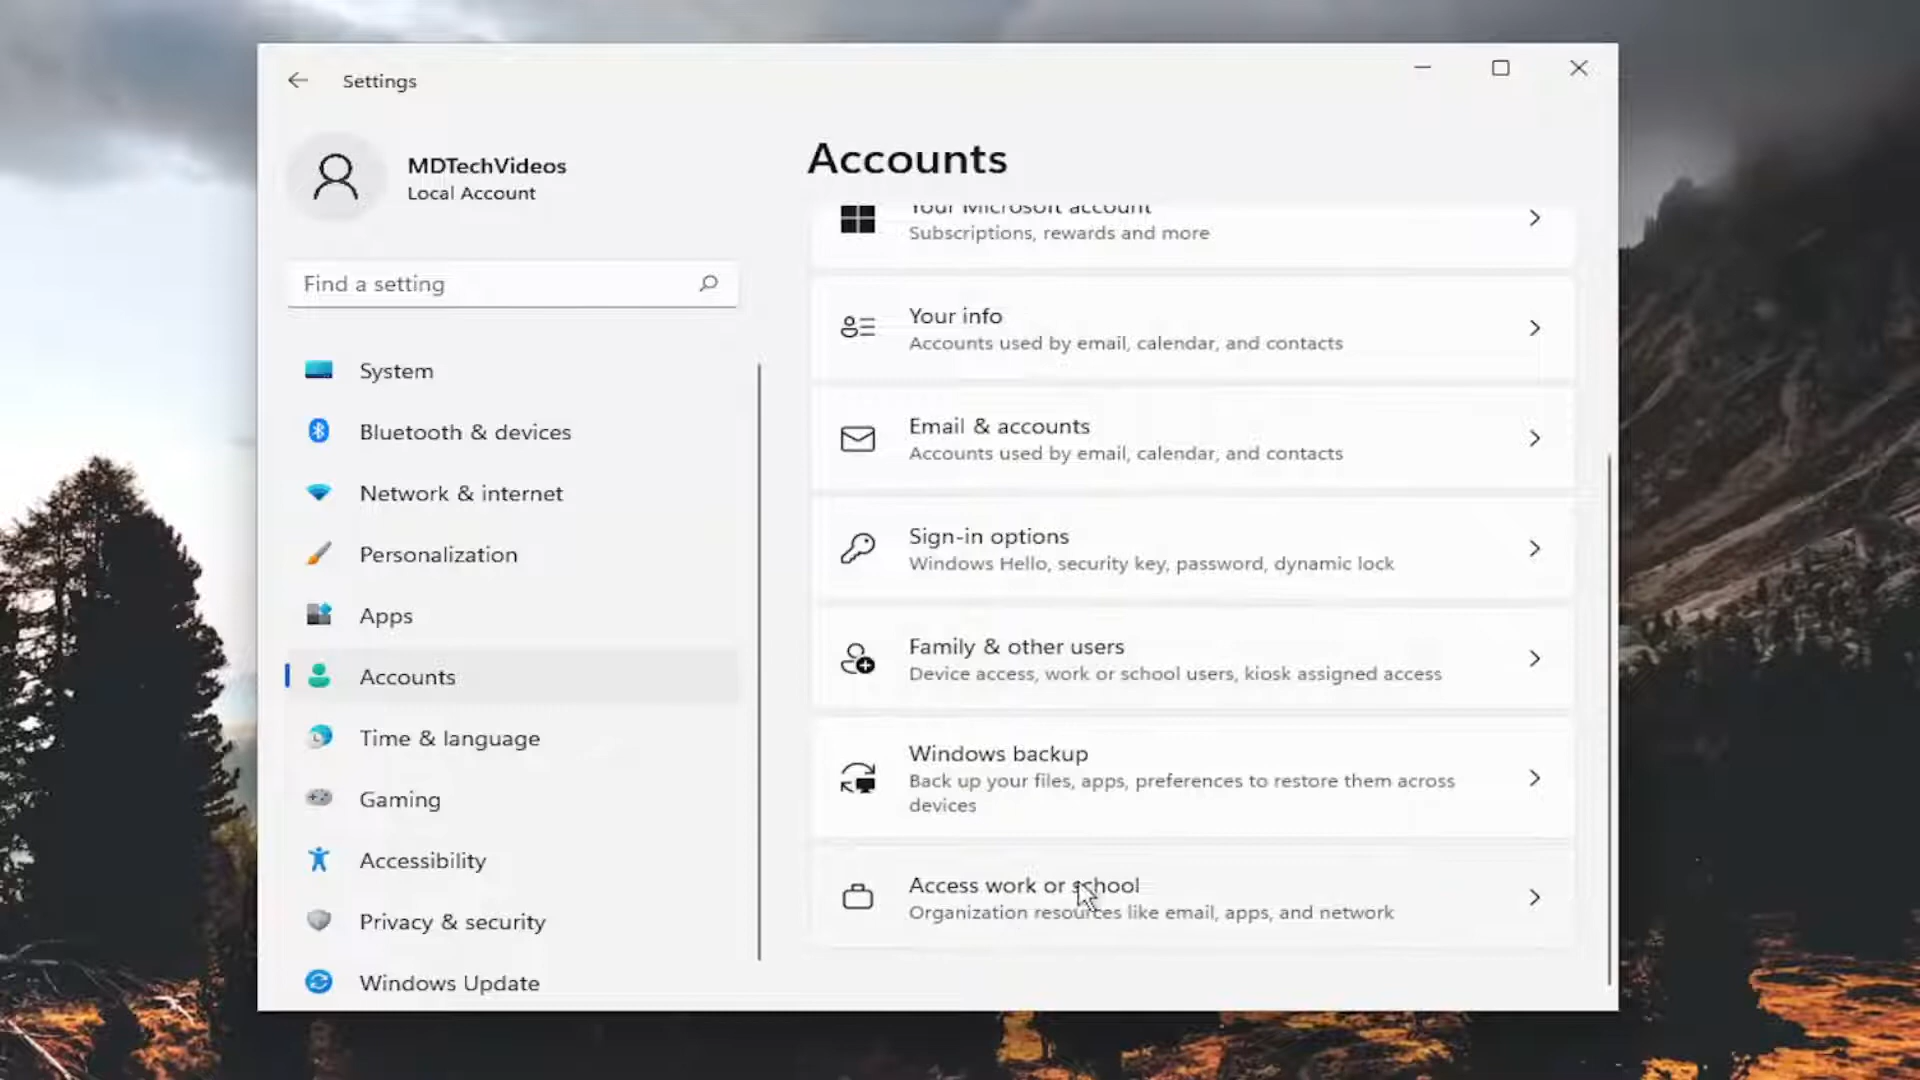 Settings
MDTechVideos
Local Account
Find a setting
System
Bluetooth & devices
Network & internet
Personalization
Apps
Accounts
Time & language
Gaming
Accessibility
Privacy & security
Windows Update
Accounts
Your Microsoft account
Subscriptions, rewards and more
Your info
Accounts used by email, calendar, and contacts
Email & accounts
Accounts used by email, calendar, and contacts
Sign-in options
Windows Hello, security key, password, dynamic lock
Family & other users
Device access, work or school users, kiosk assigned access
Windows backup
Back up your files, apps, preferences to restore them across
devices
Access work or school
Organization resources like email, apps, and network